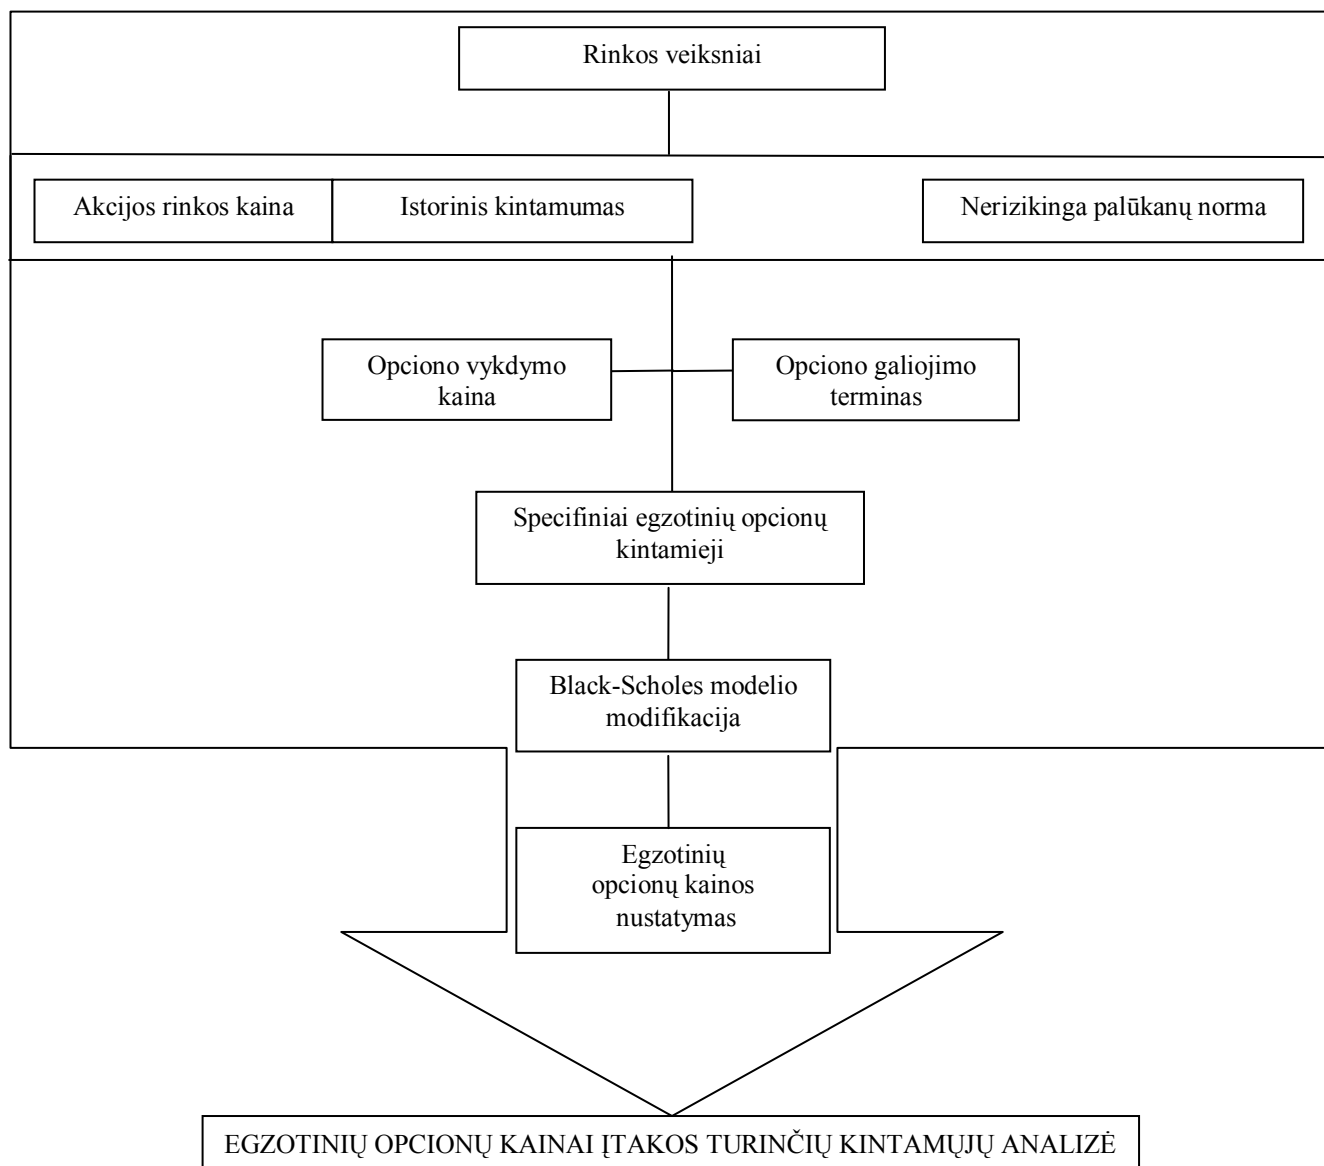 Rinkos veiksniai
Akcijos rinkos kaina
Istorinis kintamumas
Nerizikinga palūkanų norma
Opciono vykdymo
kaina
Opciono galiojimo
terminas
Specifiniai egzotinių opcionų
kintamieji
Black-Scholes modelio
modifikacija
Egzotinių
opcionų kainos
nustatymas
EGZOTINIŲ OPCIONŲ KAINAI ĮTAKOS TURINČIŲ KINTAMŲJŲ ANALIZĖ